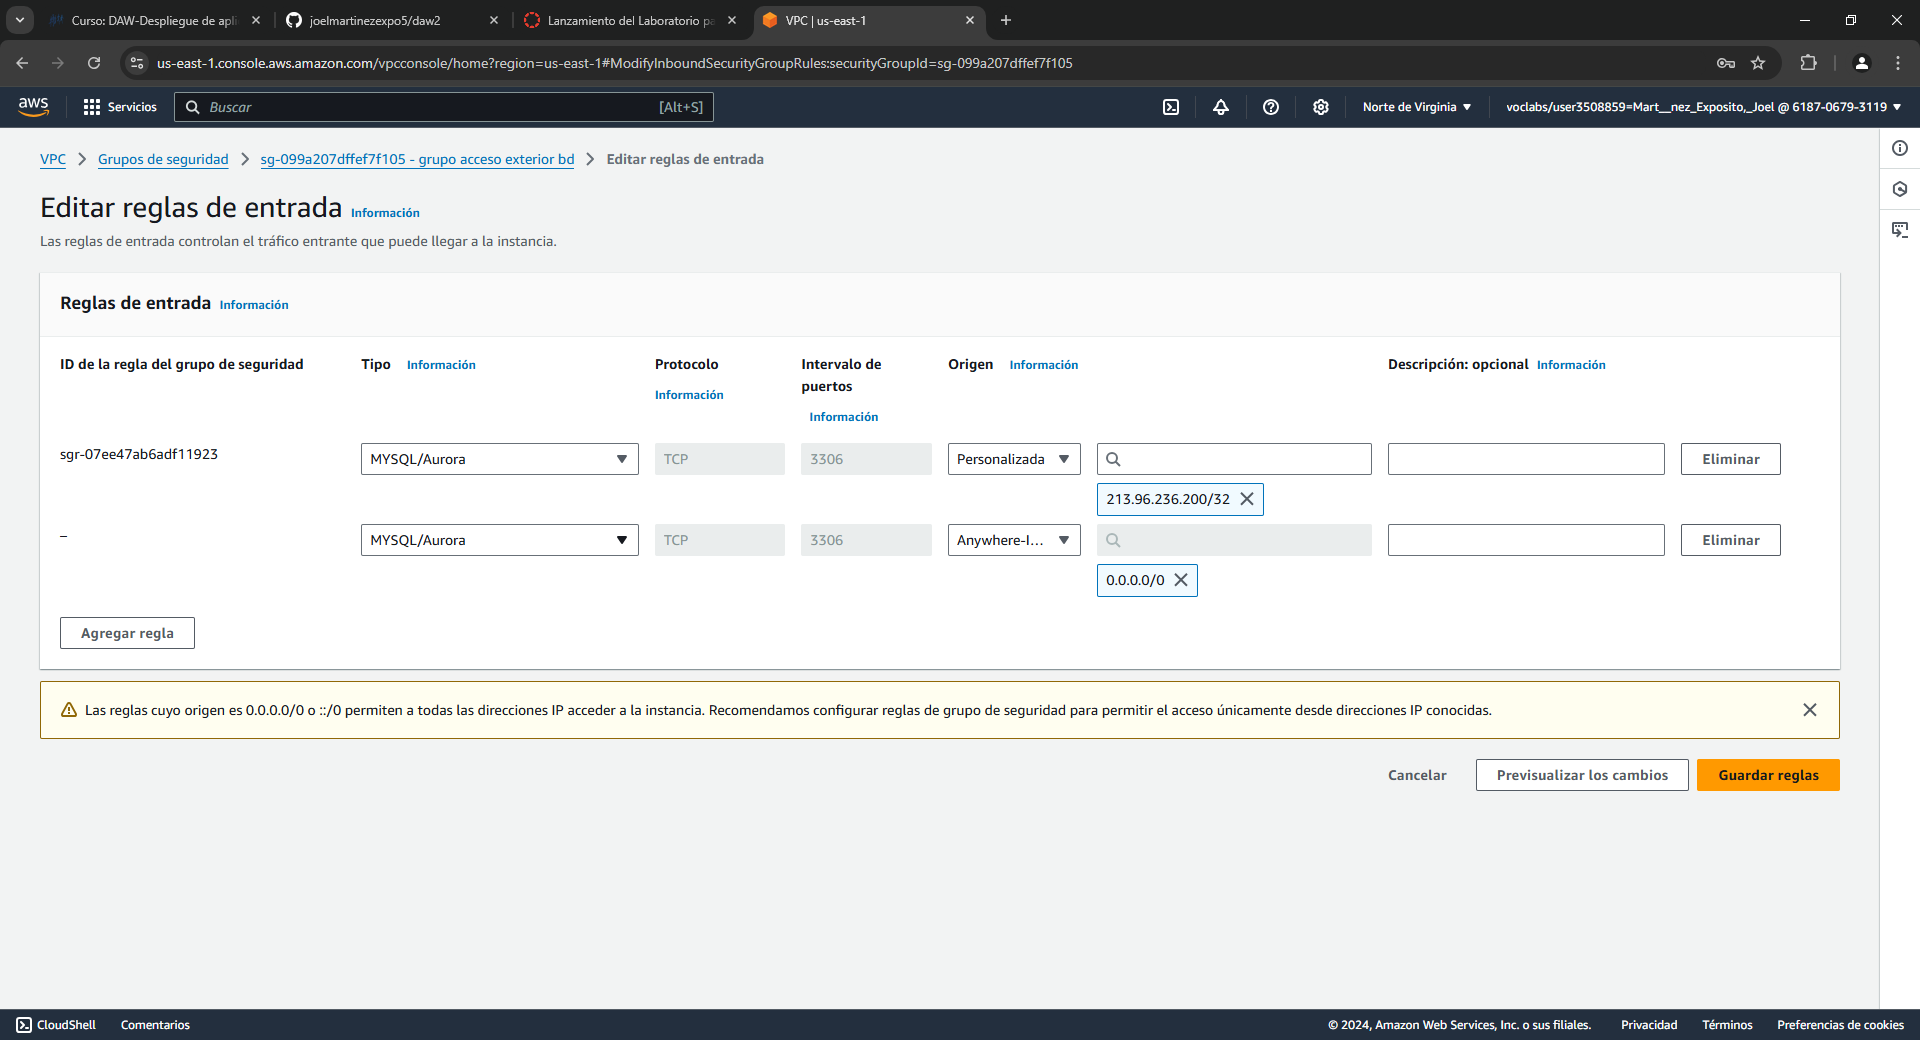 Curso: DAW-Despliegue de apli
joelmartinezexpo5/daw2
Lanzamiento del Laboratorio pa
VPC | us-east-1
us-east-1.console.aws.amazon.com/vpcconsole/home?region=us-east-1#ModifyInboundSecurityGroupRules:securityGroupId=sg-099a207dffef7f105
aws
Servicios
Buscar
[Alt+S]
Norte de Virginia
voclabs/user3508859=Mart__nez_Exposito,_Joel @ 6187-0679-3119
VPC
Grupos de seguridad
sg-099a207dffef7f105 - grupo acceso exterior bd
Editar reglas de entrada
Editar reglas de entrada Información
Las reglas de entrada controlan el tráfico entrante que puede llegar a la instancia.
Reglas de entrada Información
ID de la regla del grupo de seguridad
Tipo Información
Protocolo
Información
Intervalo de
puertos
Información
Origen Información
Descripción: opcional Información
sgr-07ee47ab6adf11923
MYSQL/Aurora
TCP
3306
Personalizada
Eliminar
213.96.236.200/32
–
MYSQL/Aurora
TCP
3306
Anywhere-I...
Eliminar
0.0.0.0/0
Agregar regla
Las reglas cuyo origen es 0.0.0.0/0 o ::/0 permiten a todas las direcciones IP acceder a la instancia. Recomendamos configurar reglas de grupo de seguridad para permitir el acceso únicamente desde direcciones IP conocidas.
Cancelar
Previsualizar los cambios
Guardar reglas
CloudShell
Comentarios
© 2024, Amazon Web Services, Inc. o sus filiales.
Privacidad
Términos
Preferencias de cookies